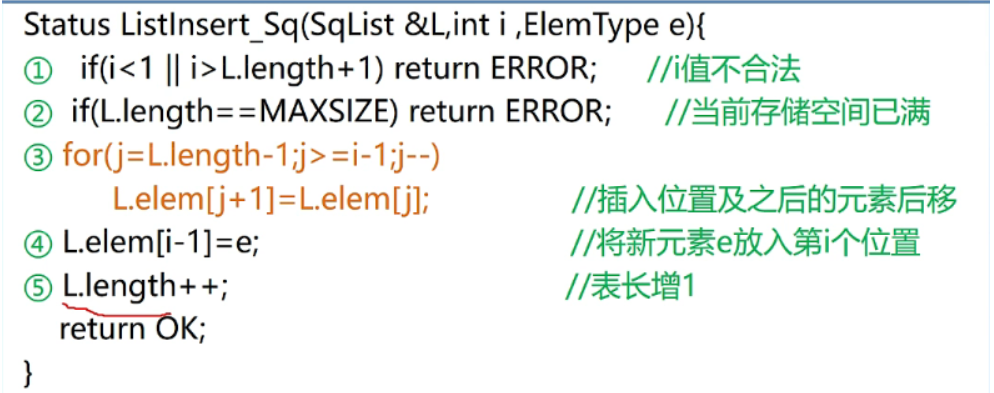 Status ListInsert_Sq(SqList &L,int i ,ElemType e){
① if(i<1 || i>L.length+1) return ERROR; //i值不合法
② if(L.length==MAXSIZE) return ERROR; //当前存储空间已满
③ for(j=L.length-1;j>=i-1;j--)
L.elem[j+1]=L.elem[j]; //插入位置及之后的元素后移
④ L.elem[i-1]=e; //将新元素e放入第i个位置
⑤ L.length++; //表长增1
return OK;
}